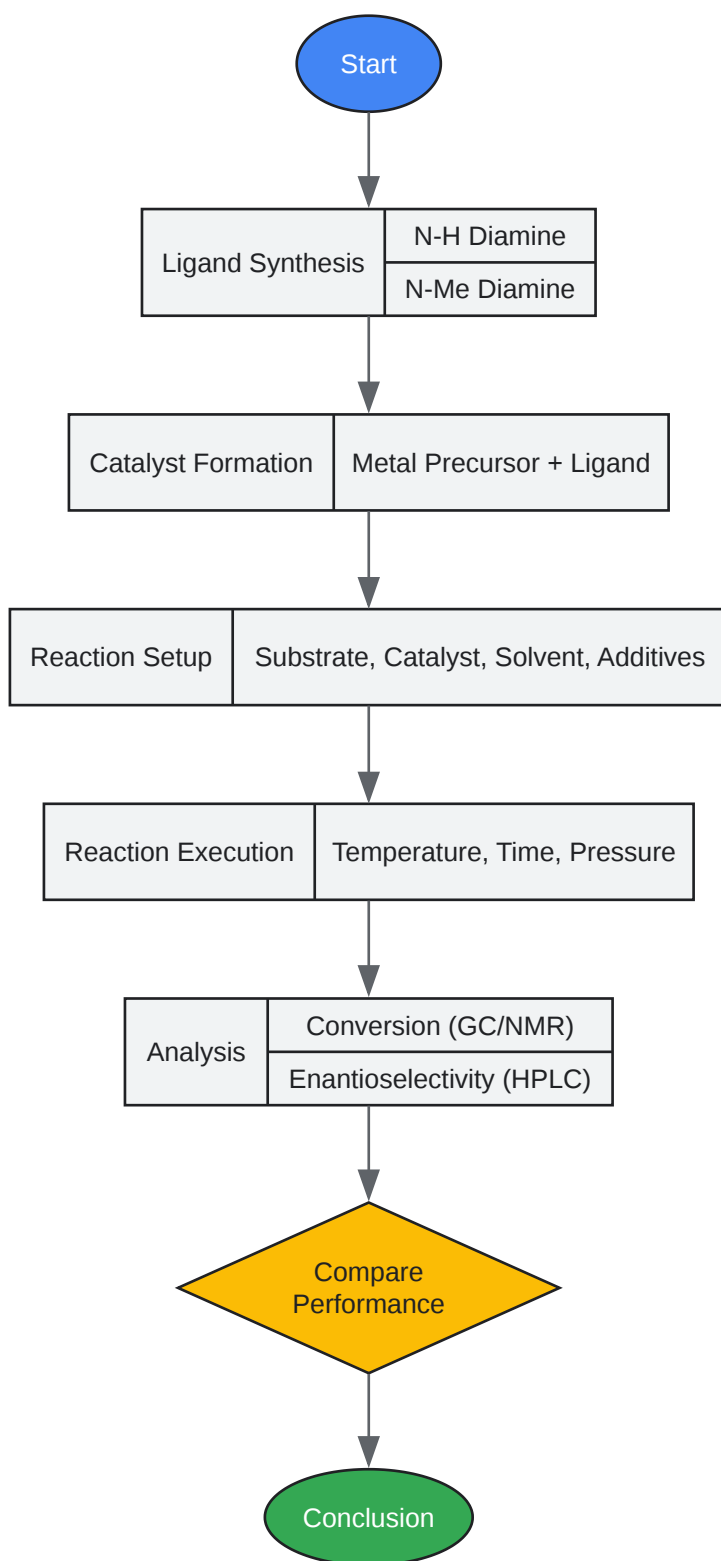 Start
Ligand Synthesis
N-H Diamine
N-Me Diamine
Catalyst Formation
Metal Precursor + Ligand
Reaction Setup
Substrate, Catalyst, Solvent, Additives
Reaction Execution
Temperature, Time, Pressure
Analysis
Conversion (GC/NMR)
Enantioselectivity (HPLC)
Compare
Performance
Conclusion